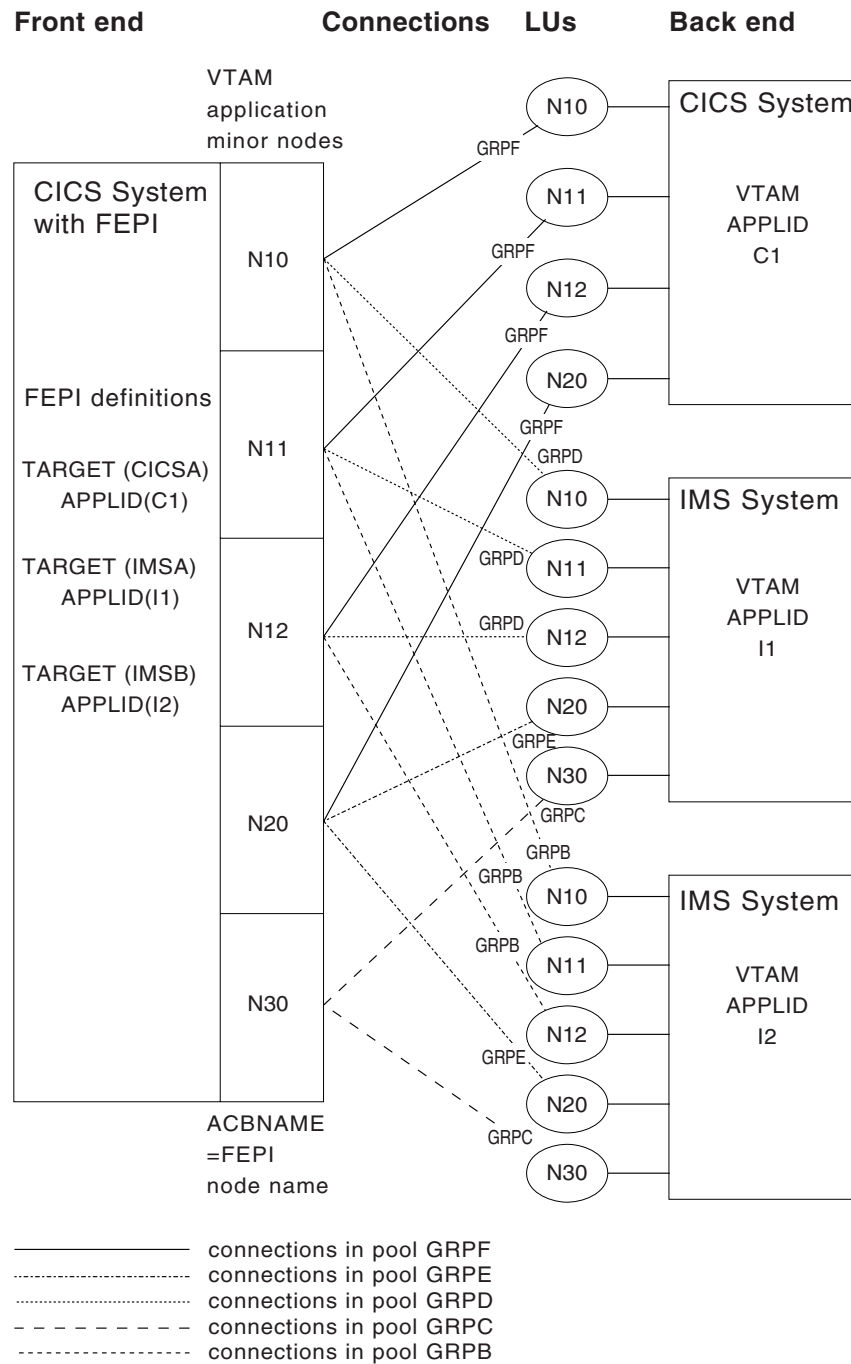 Front end
Connections
LUs
Back end
VTAM
application
minor nodes
CICS System
with FEPI
FEPI definitions
TARGET (CICSA)
APPLID(C1)
TARGET (IMSA)
APPLID(I1)
TARGET (IMSB)
APPLID(I2)
N10
N11
N12
N20
N30
ACBNAME
=FEPI
node name
GRPF
GRPF
GRPF
GRPF
GRPD
GRPD
GRPD
GRPE
GRPC
GRPB
GRPB
GRPB
GRPE
GRPC
N10
N11
N12
N20
CICS System
VTAM
APPLID
C1
N10
N11
N12
N20
N30
IMS System
VTAM
APPLID
I1
N10
N11
N12
N20
N30
IMS System
VTAM
APPLID
I2
connections in pool GRPF
connections in pool GRPE
connections in pool GRPD
connections in pool GRPC
connections in pool GRPB